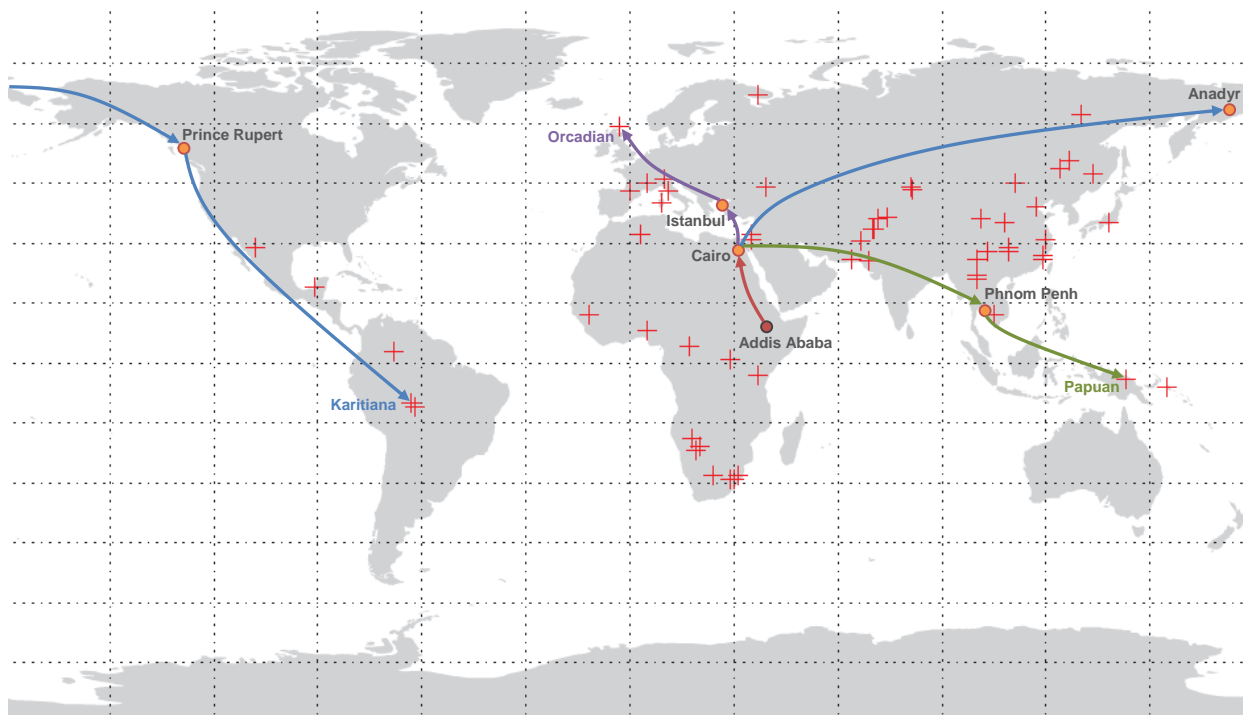 Anadyr
Prince Rupert
Orcadian
Istanbul
Cairo
Phnom Penh
Addis Ababa
Papuan
Karitiana